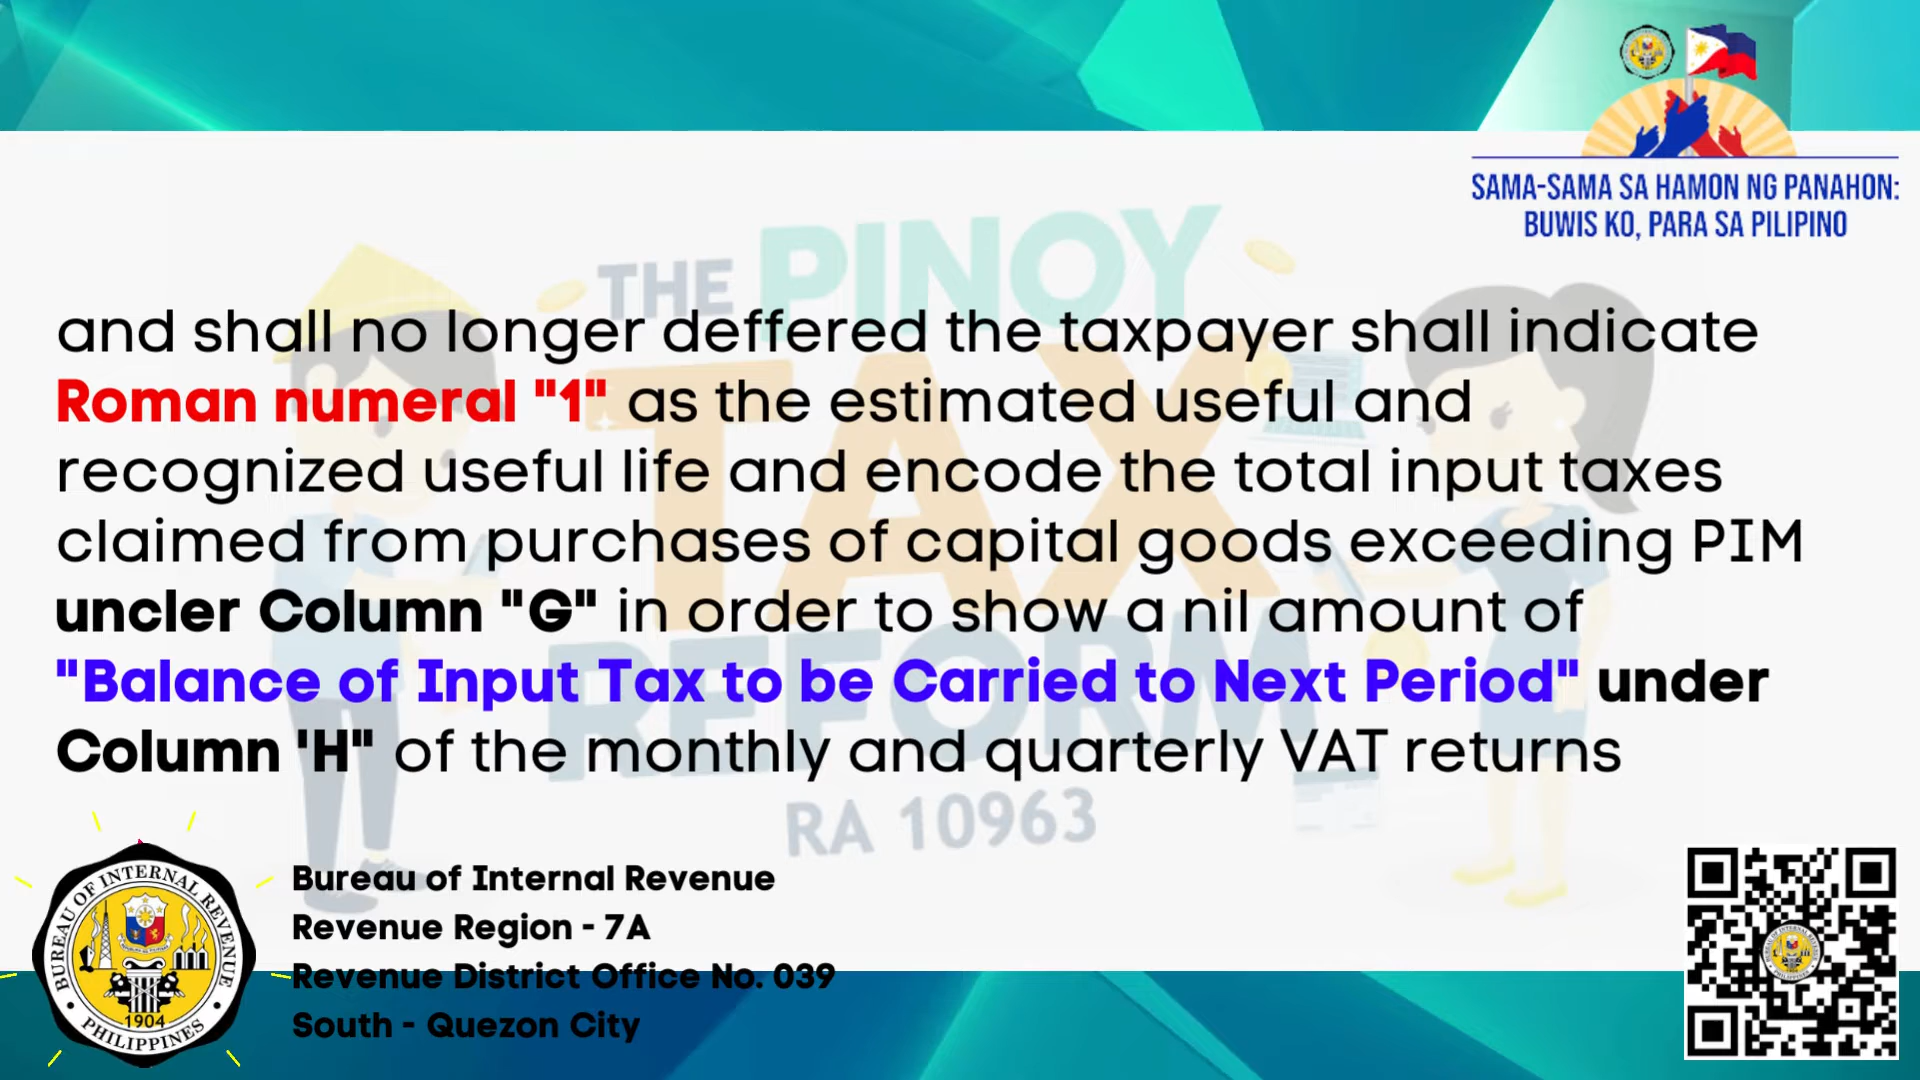 SAMA-SAMA SA HAMON NG PANAHON:
BUWIS KO, PARA SA PILIPINO
THE PINOY
TAX
REFORM
RA 10963
and shall no longer deffered the taxpayer shall indicate
Roman numeral "1" as the estimated useful and
recognized useful life and encode the total input taxes
claimed from purchases of capital goods exceeding PIM
uncler Column "G" in order to show a nil amount of
"Balance of Input Tax to be Carried to Next Period" under
Column 'H" of the monthly and quarterly VAT returns
BUREAU OF INTERNAL REVENUE
1904
PHILIPPINES
Bureau of Internal Revenue
Revenue Region - 7A
Revenue District Office No. 039
South - Quezon City